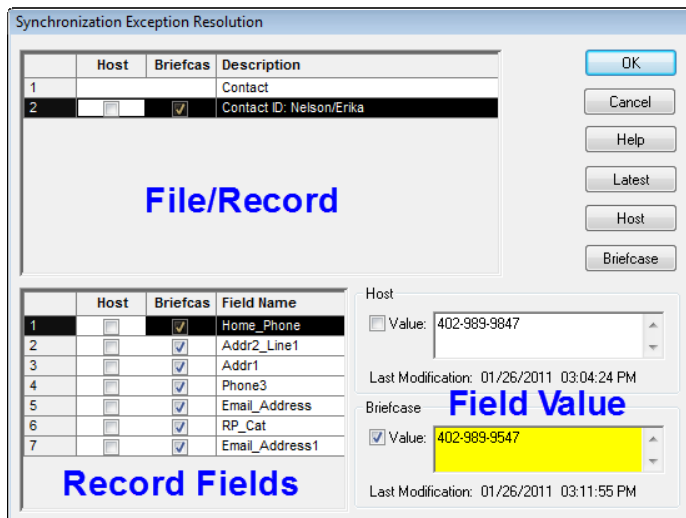 Synchronization Exception Resolution
Host Briefcas Description
1 Contact
2 Contact ID: Nelson/Erika
File/Record
OK
Cancel
Help
Latest
Host
Briefcase
Host Briefcas Field Name
1 Home_Phone
2 Addr2_Line1
3 Addr1
4 Phone3
5 Email_Address
6 RP_Cat
7 Email_Address1
Record Fields
Host
Value: 402-989-9847
Last Modification: 01/26/2011 03:04:24 PM
Briefcase
Field Value
Value: 402-989-9547
Last Modification: 01/26/2011 03:11:55 PM